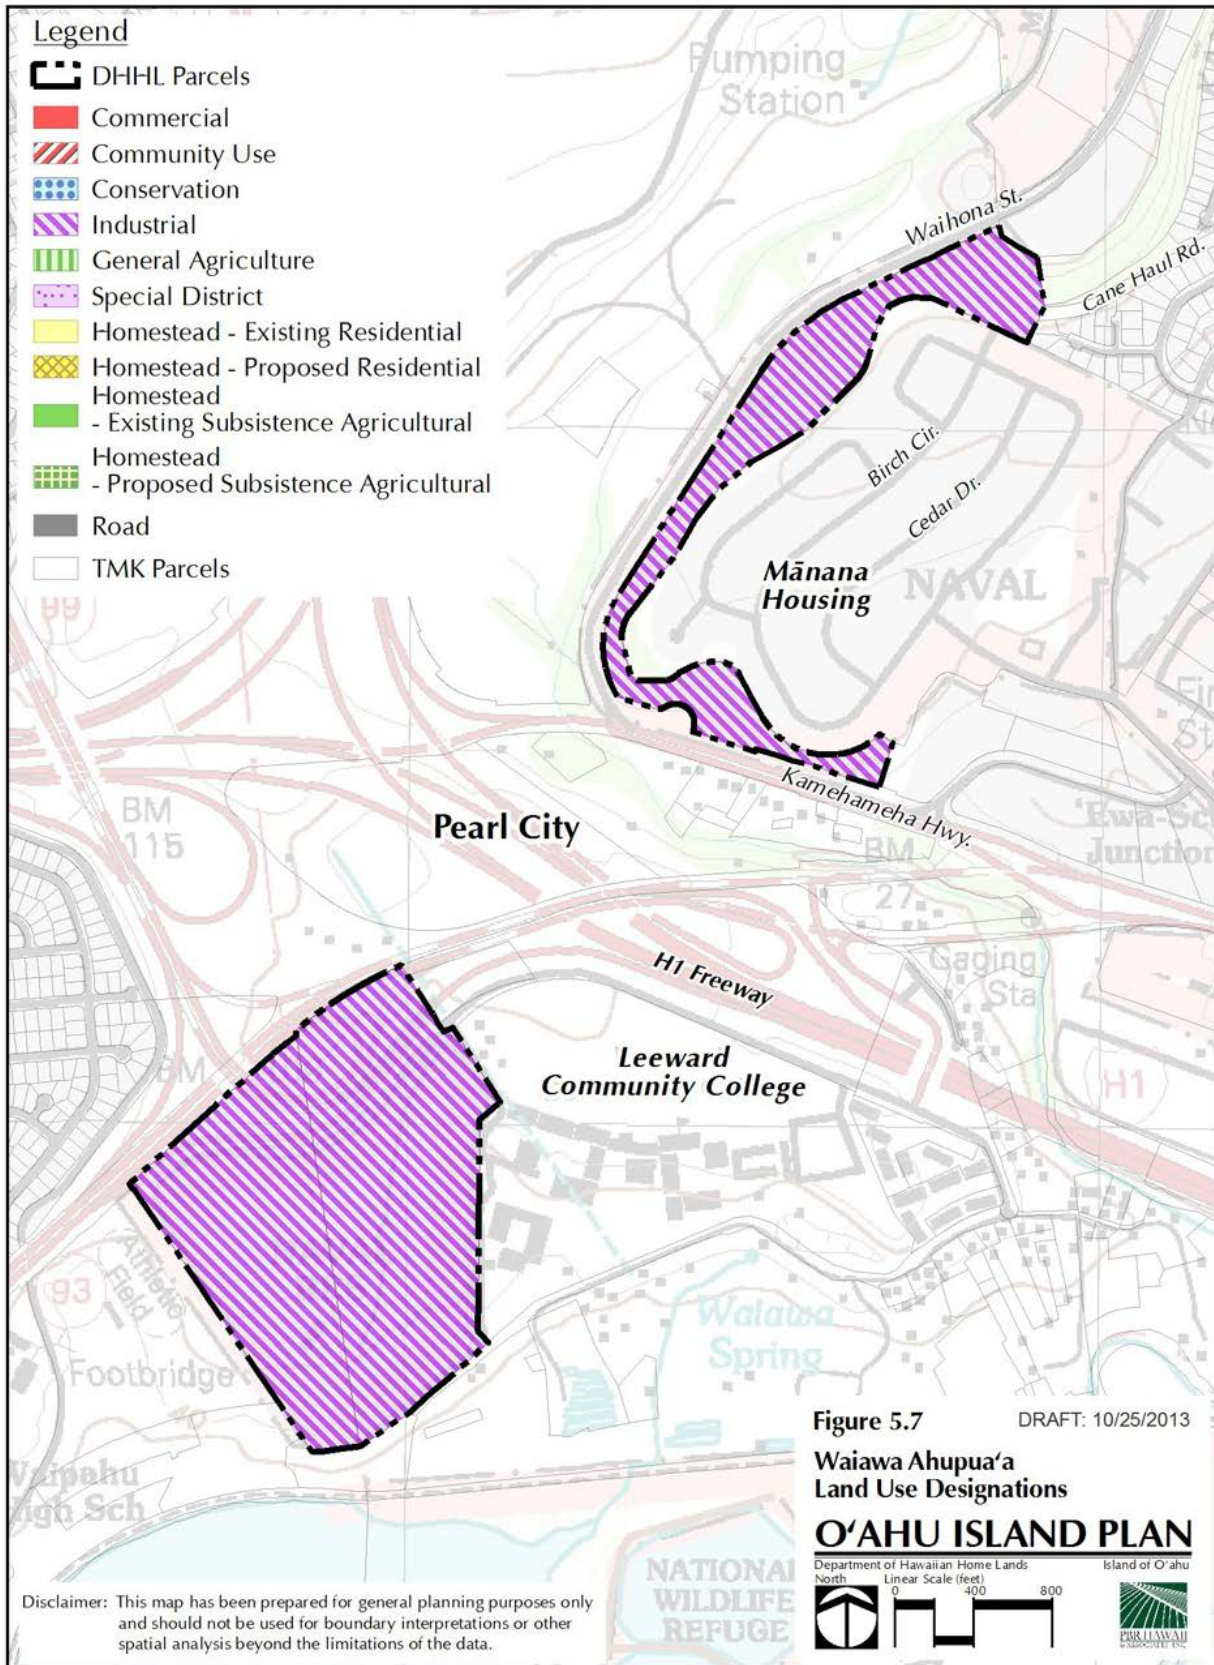 Legend
DHHL Parcels
Commercial
Community Use
Conservation
Industrial
General Agriculture
Special District
Homestead - Existing Residential
Homestead - Proposed Residential
Homestead
- Existing Subsistence Agricultural
Homestead
- Proposed Subsistence Agricultural
Road
TMK Parcels
Pumping
Station
Waihona St.
Cane Haul Rd.
Birch Cir.
Cedar Dr.
Mānana
Housing
NAVAL
99
Kamehameha Hwy.
BM
115
Pearl City
BM
27
Ewa-Sc
Junction
Gaging
Sta
H1 Freeway
H1
Leeward
Community College
BM
93
Athletic
Field
Footbridge
Waiawa
Spring
Waipahu
High Sch
NATIONAL
WILDLIFE
REFUGE
Figure 5.7
DRAFT: 10/25/2013
Waiawa Ahupuaʻa
Land Use Designations
OʻAHU ISLAND PLAN
Department of Hawaiian Home Lands
Island of Oʻahu
North
Linear Scale (feet)
0 400 800
PBR HAWAII
& ASSOCIATES, INC.
Disclaimer: This map has been prepared for general planning purposes only
and should not be used for boundary interpretations or other
spatial analysis beyond the limitations of the data.